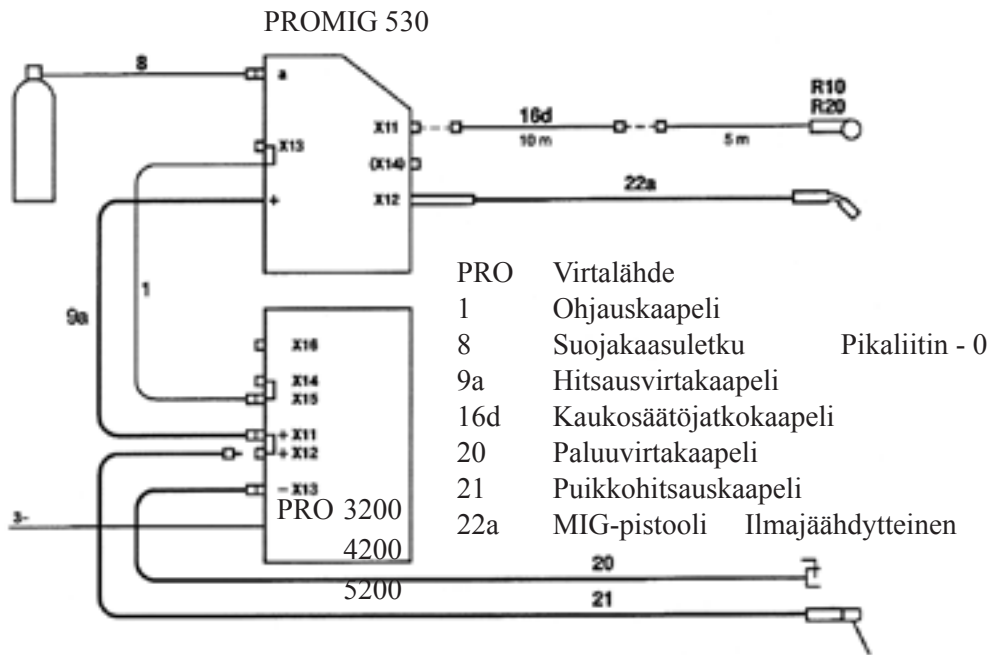 PROMIG 530
8
a
R10
R20
X11
16d
10 m
5 m
X13
(X14)
X12
22a
+
1
9a
PRO Virtalähde
1 Ohjauskaapeli
8 Suojakaasuletku Pikaliitin - 0
9a Hitsausvirtakaapeli
16d Kaukosäätöjatkokaapeli
20 Paluuvirtakaapeli
21 Puikkohitsauskaapeli
22a MIG-pistooli Ilmajäähdytteinen
X16
X14
X15
+ X11
+ X12
- X13
3~
PRO 3200
4200
5200
20
21